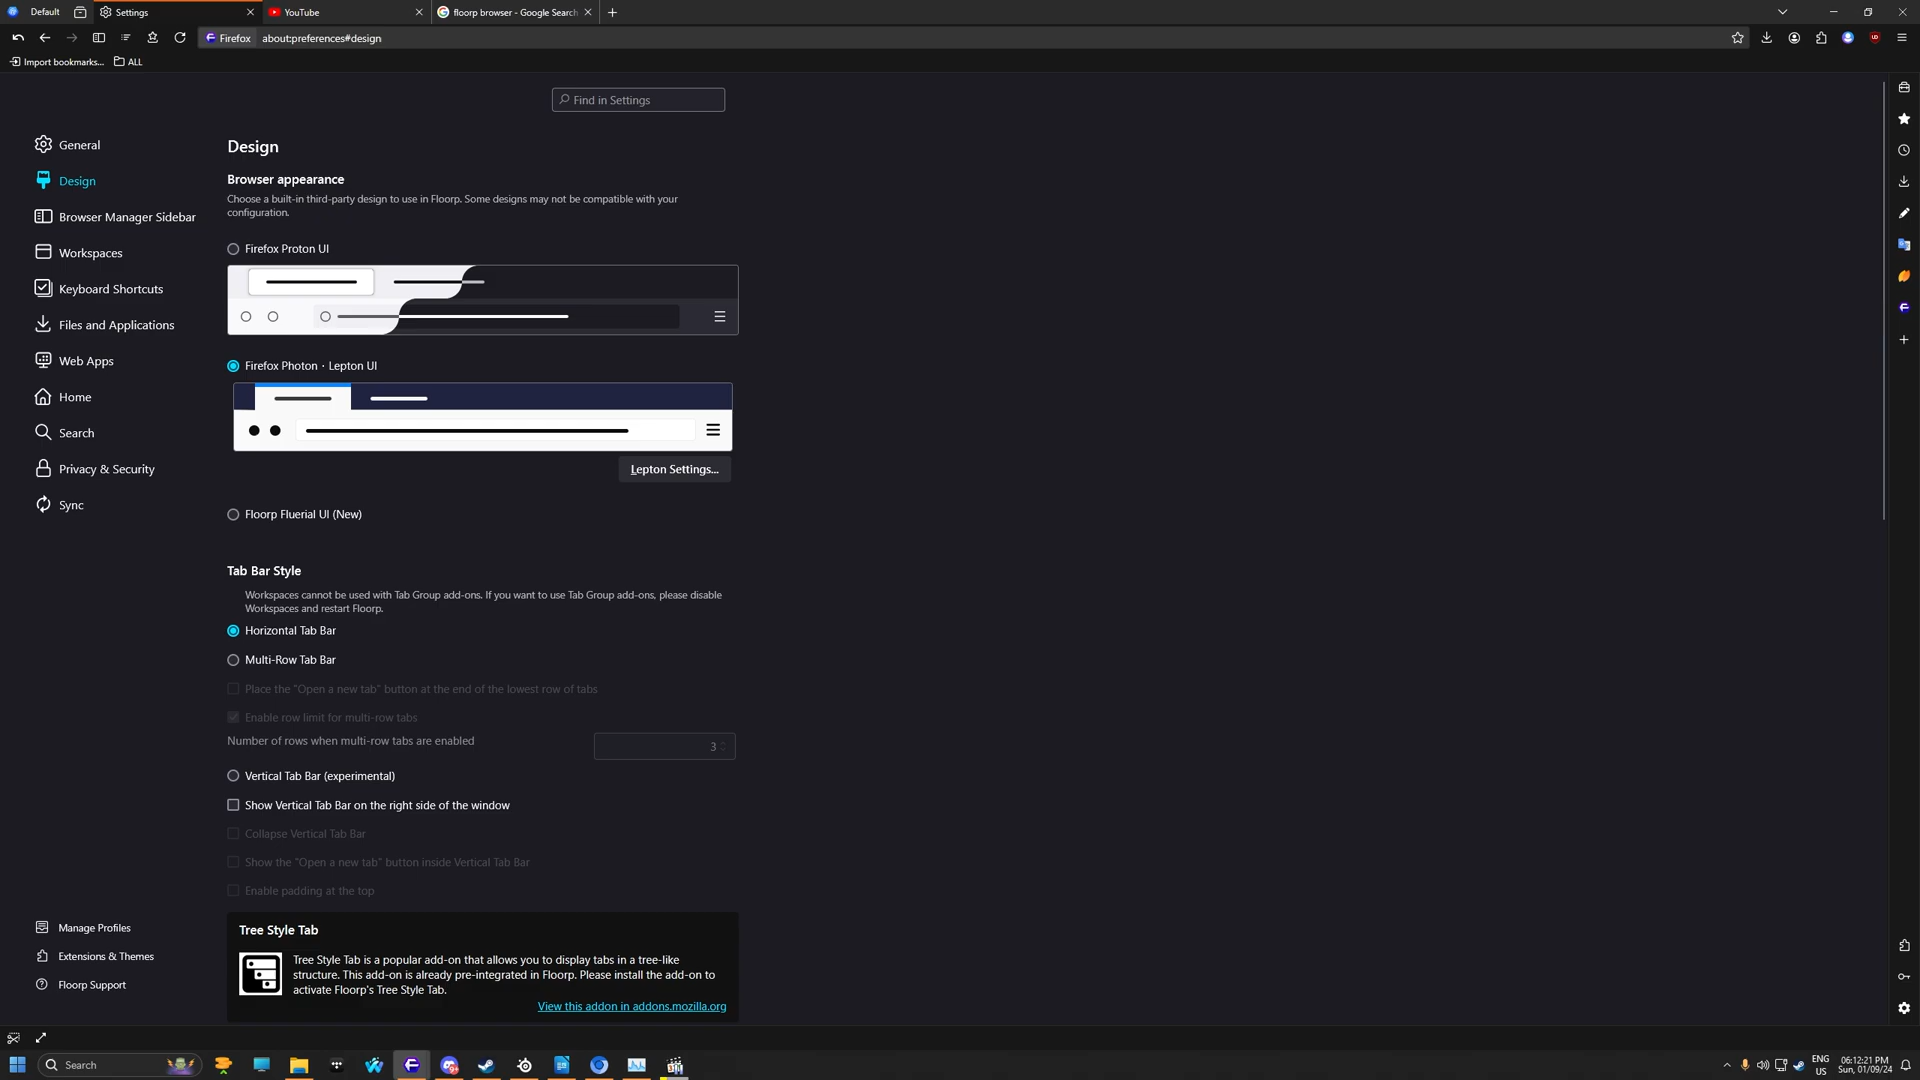 Default
Settings
YouTube
floorp browser - Google Search
Firefox
about:preferences#design
Import bookmarks...
ALL
Find in Settings
General
Design
Browser Manager Sidebar
Workspaces
Keyboard Shortcuts
Files and Applications
Web Apps
Home
Search
Privacy & Security
Sync
Manage Profiles
Extensions & Themes
Floorp Support
Design
Browser appearance
Choose a built-in third-party design to use in Floorp. Some designs may not be compatible with your
configuration.
Firefox Proton UI
Firefox Photon · Lepton UI
Lepton Settings...
Floorp Fluerial UI (New)
Tab Bar Style
Workspaces cannot be used with Tab Group add-ons. If you want to use Tab Group add-ons, please disable
Workspaces and restart Floorp.
Horizontal Tab Bar
Multi-Row Tab Bar
Place the "Open a new tab" button at the end of the lowest row of tabs
Enable row limit for multi-row tabs
Number of rows when multi-row tabs are enabled
3
Vertical Tab Bar (experimental)
Show Vertical Tab Bar on the right side of the window
Collapse Vertical Tab Bar
Show the "Open a new tab" button inside Vertical Tab Bar
Enable padding at the top
Tree Style Tab
Tree Style Tab is a popular add-on that allows you to display tabs in a tree-like
structure. This add-on is already pre-integrated in Floorp. Please install the add-on to
activate Floorp's Tree Style Tab.
View this addon in addons.mozilla.org
Search
ENG
US
06:12:21 PM
Sun, 01/09/24